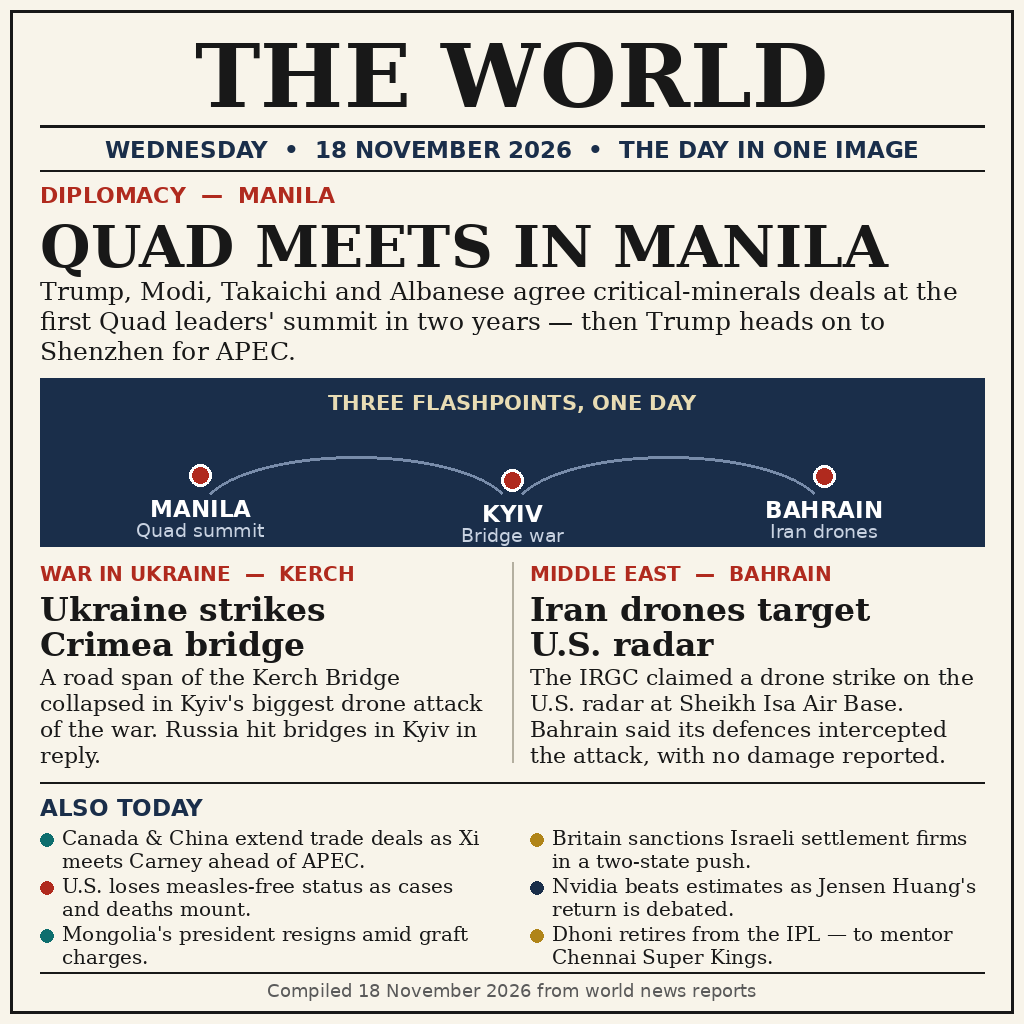 THE WORLD
WEDNESDAY • 18 NOVEMBER 2026 • THE DAY IN ONE IMAGE
DIPLOMACY — MANILA
QUAD MEETS IN MANILA
Trump, Modi, Takaichi and Albanese agree critical-minerals deals at the
first Quad leaders' summit in two years — then Trump heads on to
Shenzhen for APEC.
THREE FLASHPOINTS, ONE DAY
MANILA
Quad summit
KYIV
Bridge war
BAHRAIN
Iran drones
WAR IN UKRAINE — KERCH
Ukraine strikes
Crimea bridge
A road span of the Kerch Bridge
collapsed in Kyiv's biggest drone attack
of the war. Russia hit bridges in Kyiv in
reply.
MIDDLE EAST — BAHRAIN
Iran drones target
U.S. radar
The IRGC claimed a drone strike on the
U.S. radar at Sheikh Isa Air Base.
Bahrain said its defences intercepted
the attack, with no damage reported.
ALSO TODAY
Canada & China extend trade deals as Xi
meets Carney ahead of APEC.
U.S. loses measles-free status as cases
and deaths mount.
Mongolia's president resigns amid graft
charges.
Britain sanctions Israeli settlement firms
in a two-state push.
Nvidia beats estimates as Jensen Huang's
return is debated.
Dhoni retires from the IPL — to mentor
Chennai Super Kings.
Compiled 18 November 2026 from world news reports